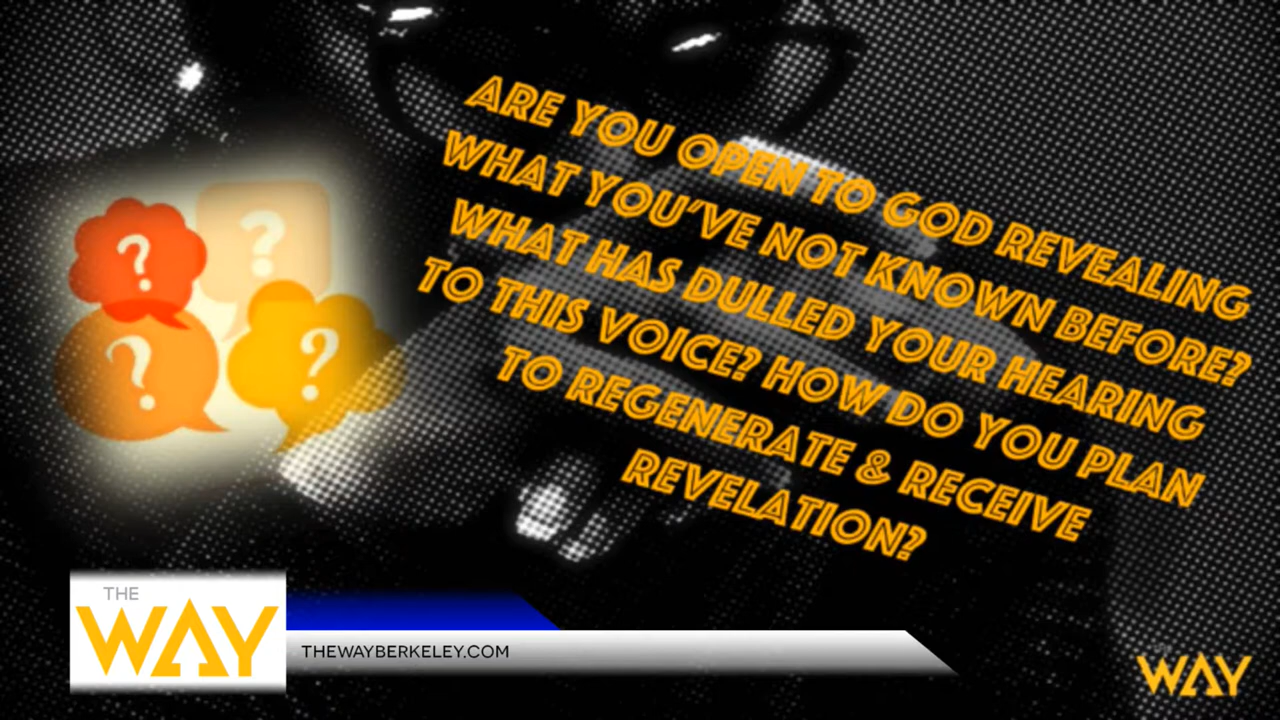 ARE YOU OPEN TO GOD REVEALING
WHAT YOU'VE NOT KNOWN BEFORE?
WHAT HAS DULLED YOUR HEARING
TO THIS VOICE? HOW DO YOU PLAN
TO REGENERATE & RECEIVE
REVELATION?
? ?
? ?
THE
WAY
THEWAYBERKELEY.COM
WAY